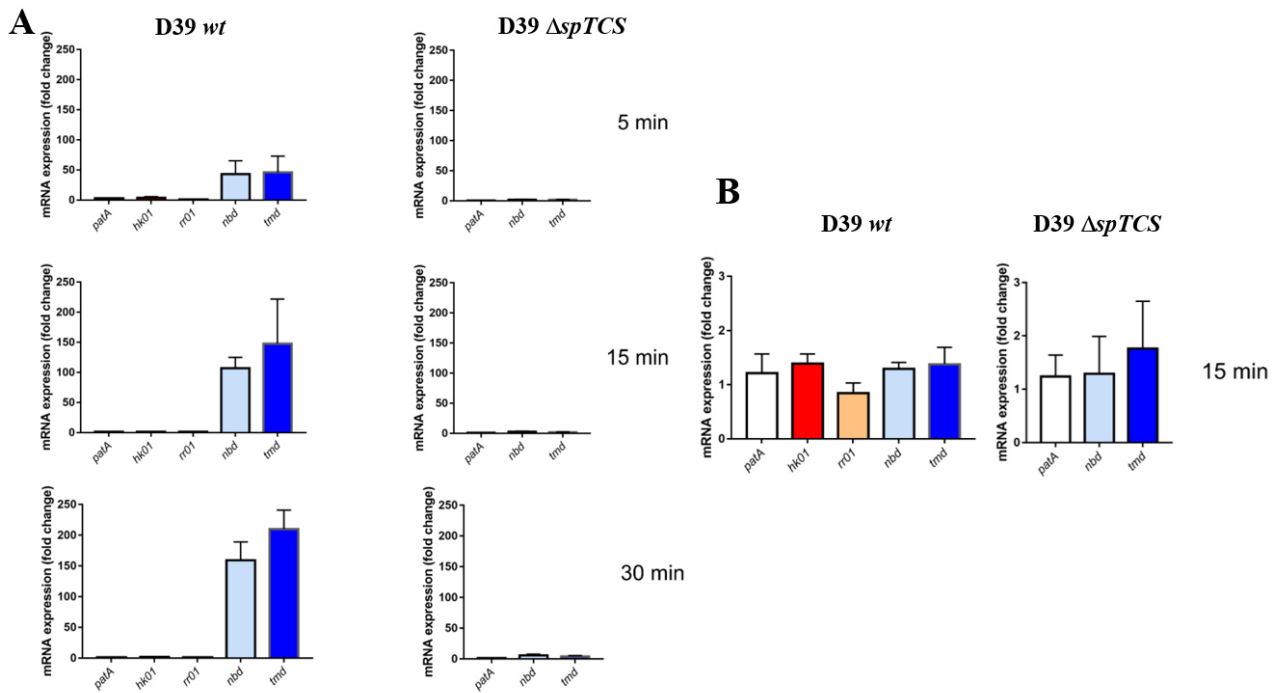 A
D39 wt
D39 ΔspTCS
mRNA expression (fold change)
250
200
150
100
50
0
patA
hk01
rr01
nbd
tmd
mRNA expression (fold change)
250
200
150
100
50
0
patA
nbd
tmd
5 min
mRNA expression (fold change)
250
200
150
100
50
0
patA
hk01
rr01
nbd
tmd
mRNA expression (fold change)
250
200
150
100
50
0
patA
nbd
tmd
15 min
mRNA expression (fold change)
250
200
150
100
50
0
patA
hk01
rr01
nbd
tmd
mRNA expression (fold change)
250
200
150
100
50
0
patA
nbd
tmd
30 min
B
D39 wt
D39 ΔspTCS
mRNA expression (fold change)
3
2
1
0
patA
hk01
rr01
nbd
tmd
mRNA expression (fold change)
3
2
1
0
patA
nbd
tmd
15 min